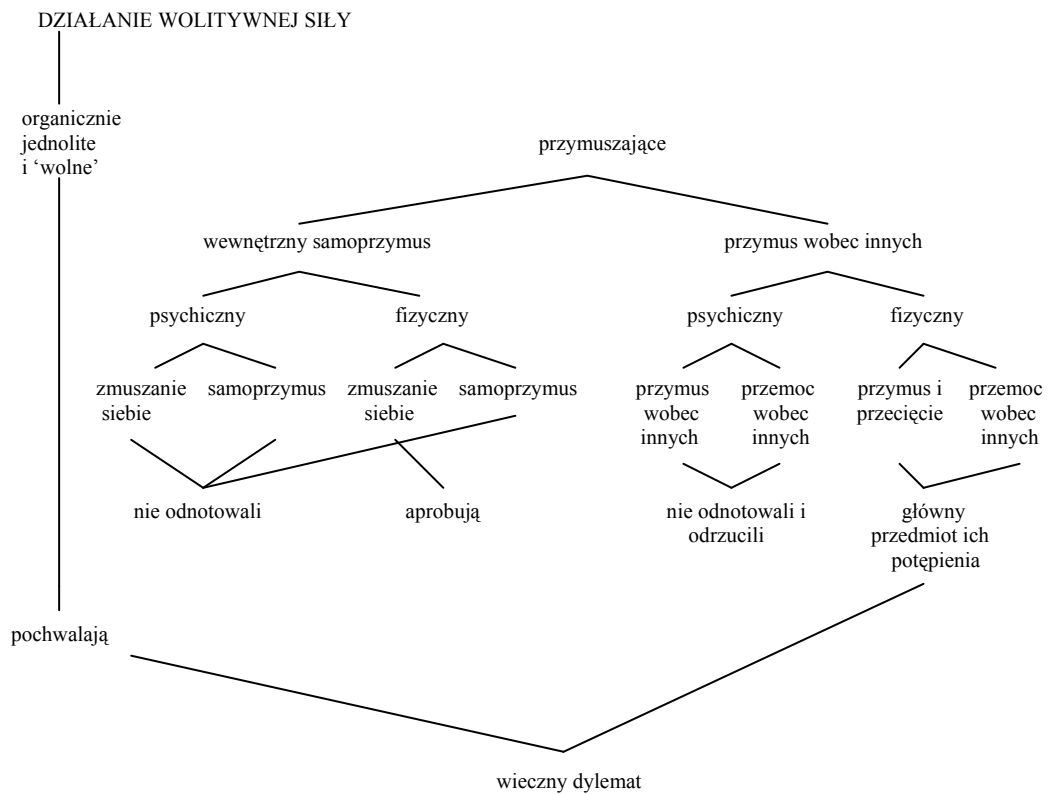 DZIAŁANIE WOLITYWNEJ SIŁY
organicznie
jednolite
i ‘wolne’
przymuszające
wewnętrzny samoprzymus
przymus wobec innych
psychiczny
fizyczny
psychiczny
fizyczny
zmuszanie
siebie
samoprzymus
zmuszanie
siebie
samoprzymus
przymus
wobec
innych
przemoc
wobec
innych
przymus i
przecięcie
przemoc
wobec
innych
nie odnotowali
aprobują
nie odnotowali i
odrzucili
główny
przedmiot ich
potępienia
pochwalają
wieczny dylemat